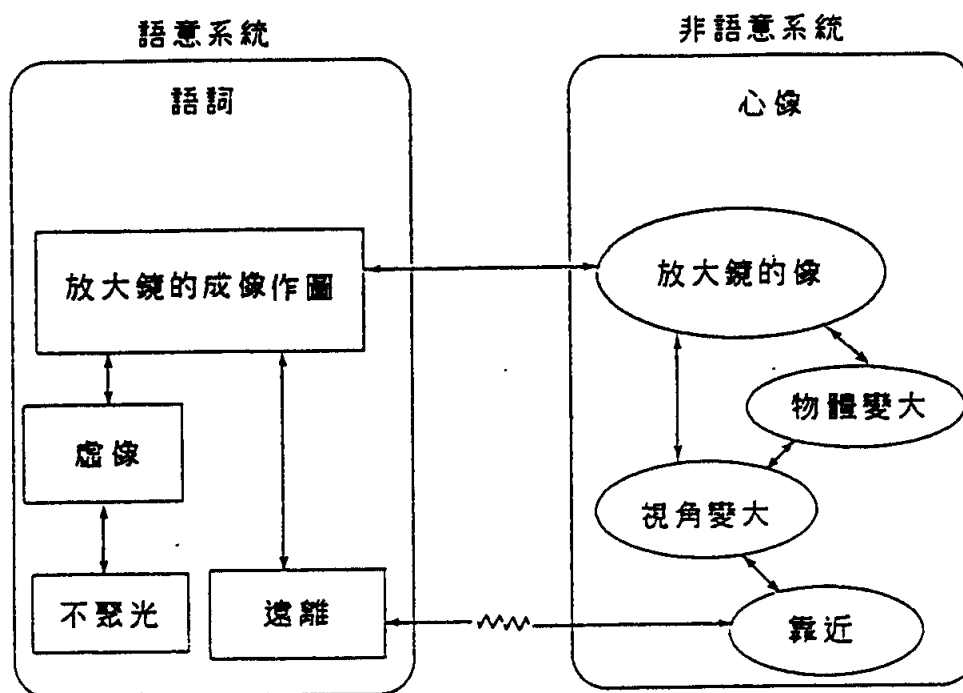 語意系統
語詞
放大鏡的成像作圖
虛像
不聚光
遠離
非語意系統
心像
放大鏡的像
物體變大
視角變大
靠近